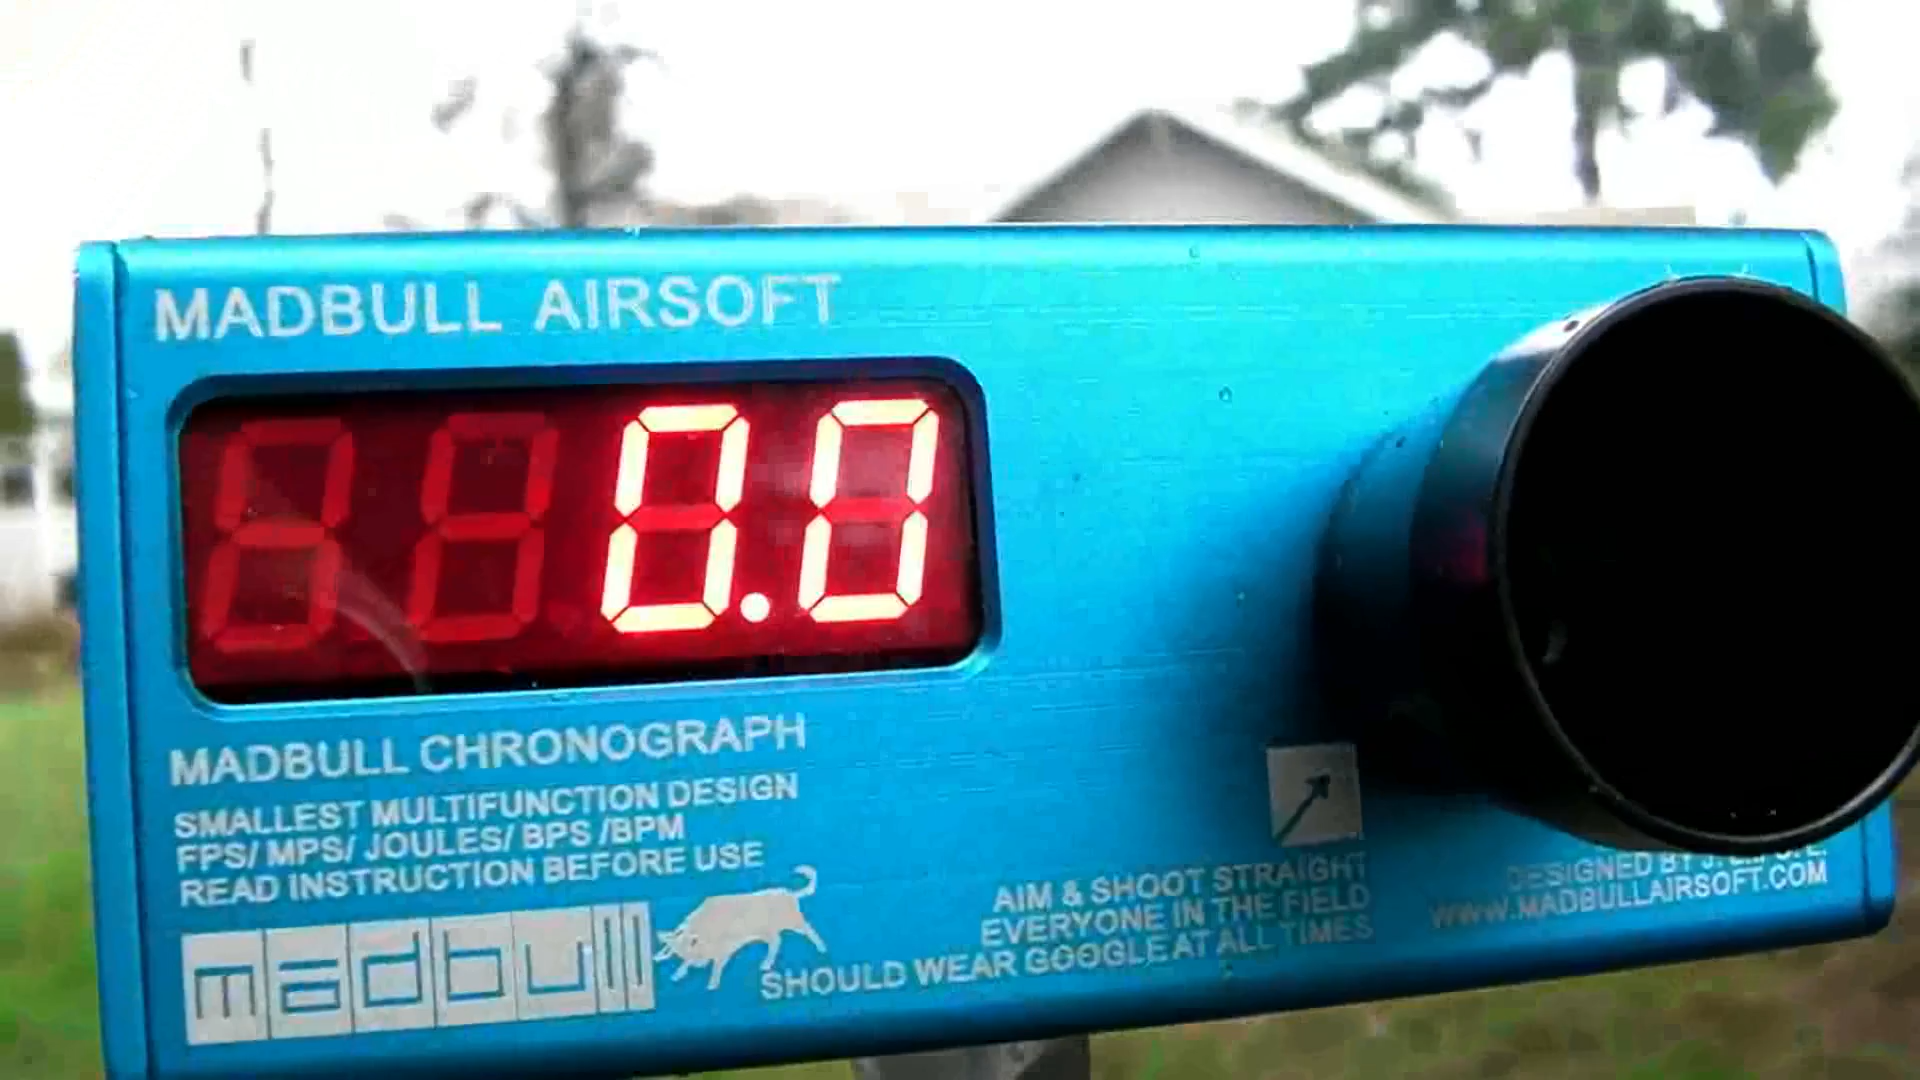 MADBULL AIRSOFT
0.0
MADBULL CHRONOGRAPH
SMALLEST MULTIFUNCTION DESIGN
FPS/ MPS/ JOULES/ BPS /BPM
READ INSTRUCTION BEFORE USE
madbull
AIM & SHOOT STRAIGHT
EVERYONE IN THE FIELD
SHOULD WEAR GOOGLE AT ALL TIMES
DESIGNED BY
WWW.MADBULLAIRSOFT.COM